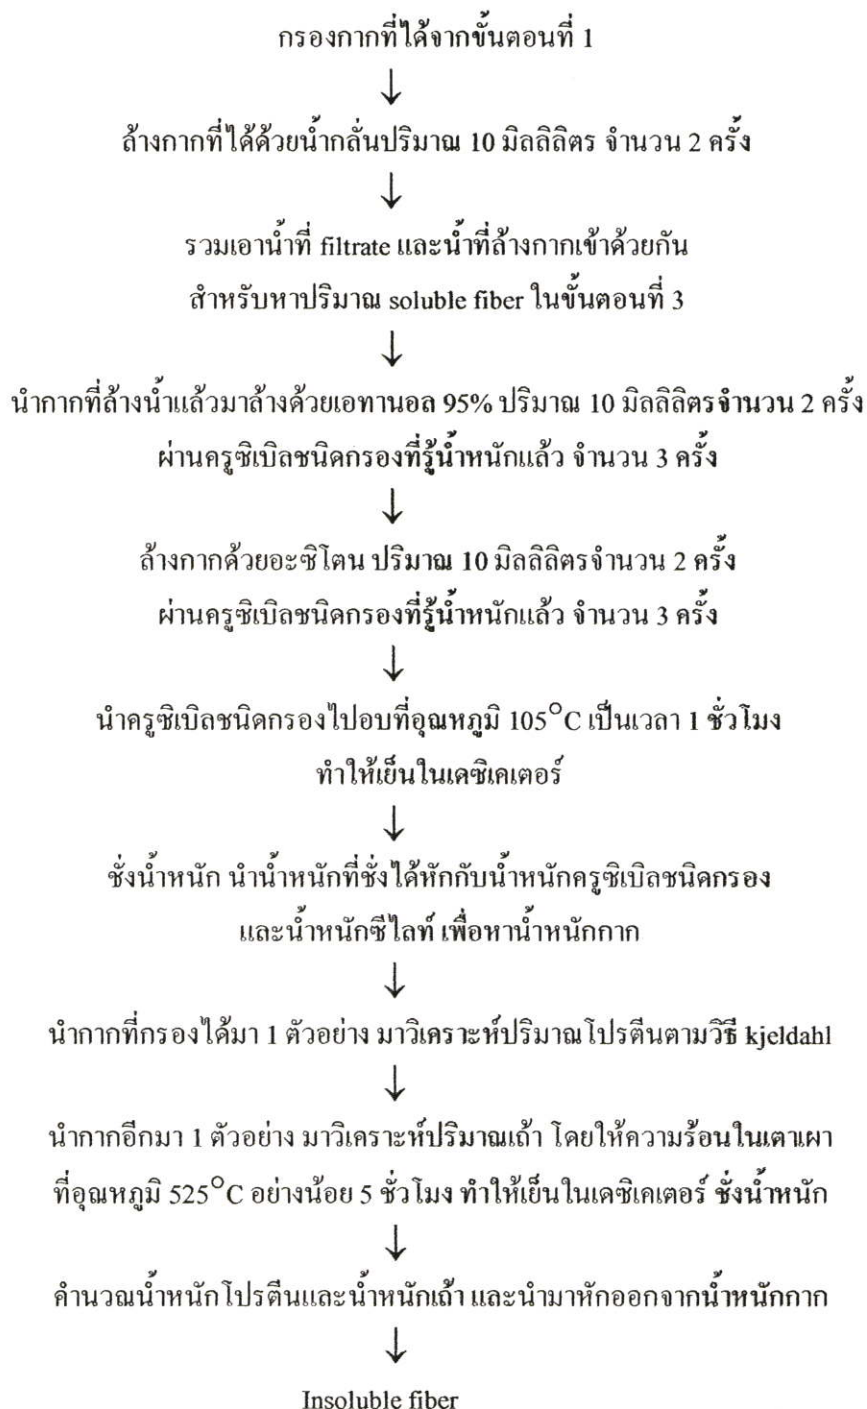 กรองกากที่ได้จากขั้นตอนที่ 1
↓
ล้างกากที่ได้ด้วยน้ำกลั่นปริมาณ 10 มิลลิลิตร จำนวน 2 ครั้ง
↓
รวมเอาน้ำที่ filtrate และน้ำที่ล้างกากเข้าด้วยกัน
สำหรับหาปริมาณ soluble fiber ในขั้นตอนที่ 3
↓
นำกากที่ล้างน้ำแล้วมาล้างด้วยเอทานอล 95% ปริมาณ 10 มิลลิลิตรจำนวน 2 ครั้ง
ผ่านครูซิเบิลชนิดกรองที่รู้น้ำหนักแล้ว จำนวน 3 ครั้ง
↓
ล้างกากด้วยอะซิโตน ปริมาณ 10 มิลลิลิตรจำนวน 2 ครั้ง
ผ่านครูซิเบิลชนิดกรองที่รู้น้ำหนักแล้ว จำนวน 3 ครั้ง
↓
นำครูซิเบิลชนิดกรองไปอบที่อุณหภูมิ 105°C เป็นเวลา 1 ชั่วโมง
ทำให้เย็นในเดซิเคเตอร์
↓
ชั่งน้ำหนัก นำน้ำหนักที่ชั่งได้หักกับน้ำหนักครูซิเบิลชนิดกรอง
และน้ำหนักซีไลท์ เพื่อหาน้ำหนักกาก
↓
นำกากที่กรองได้มา 1 ตัวอย่าง มาวิเคราะห์ปริมาณโปรตีนตามวิธี kjeldahl
↓
นำกากอีกมา 1 ตัวอย่าง มาวิเคราะห์ปริมาณเถ้า โดยให้ความร้อนในเตาเผา
ที่อุณหภูมิ 525°C อย่างน้อย 5 ชั่วโมง ทำให้เย็นในเดซิเคเตอร์ ชั่งน้ำหนัก
↓
คำนวณน้ำหนักโปรตีนและน้ำหนักเถ้า และนำมาหักออกจากน้ำหนักกาก
↓
Insoluble fiber